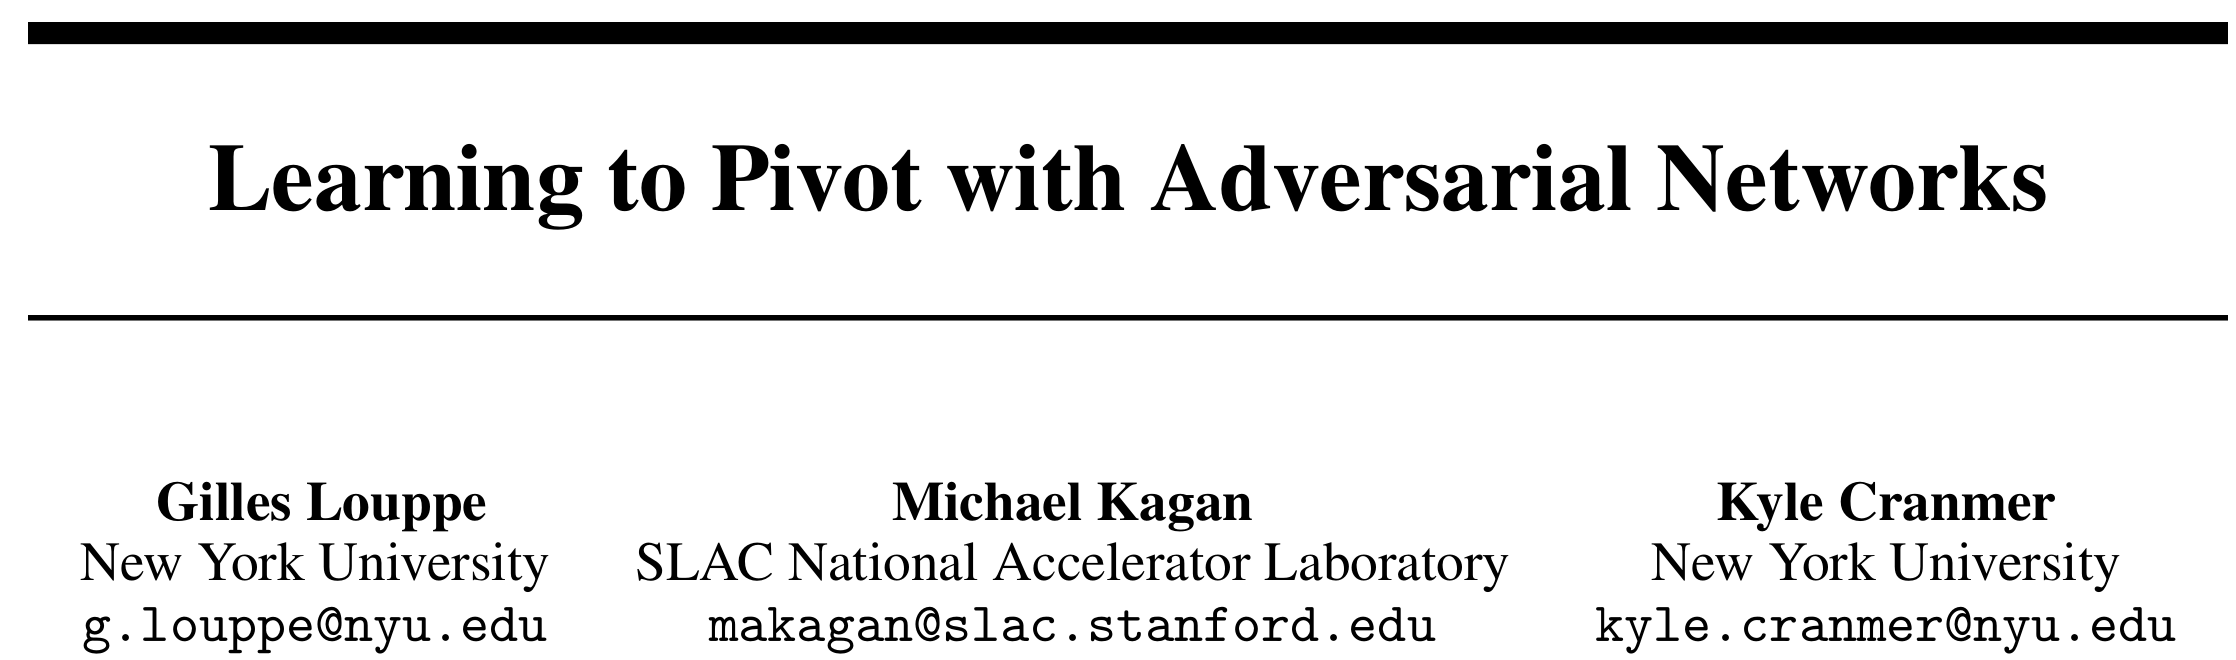 Learning to Pivot with Adversarial Networks
Gilles Louppe
New York University
g.louppe@nyu.edu
Michael Kagan
SLAC National Accelerator Laboratory
makagan@slac.stanford.edu
Kyle Cranmer
New York University
kyle.cranmer@nyu.edu